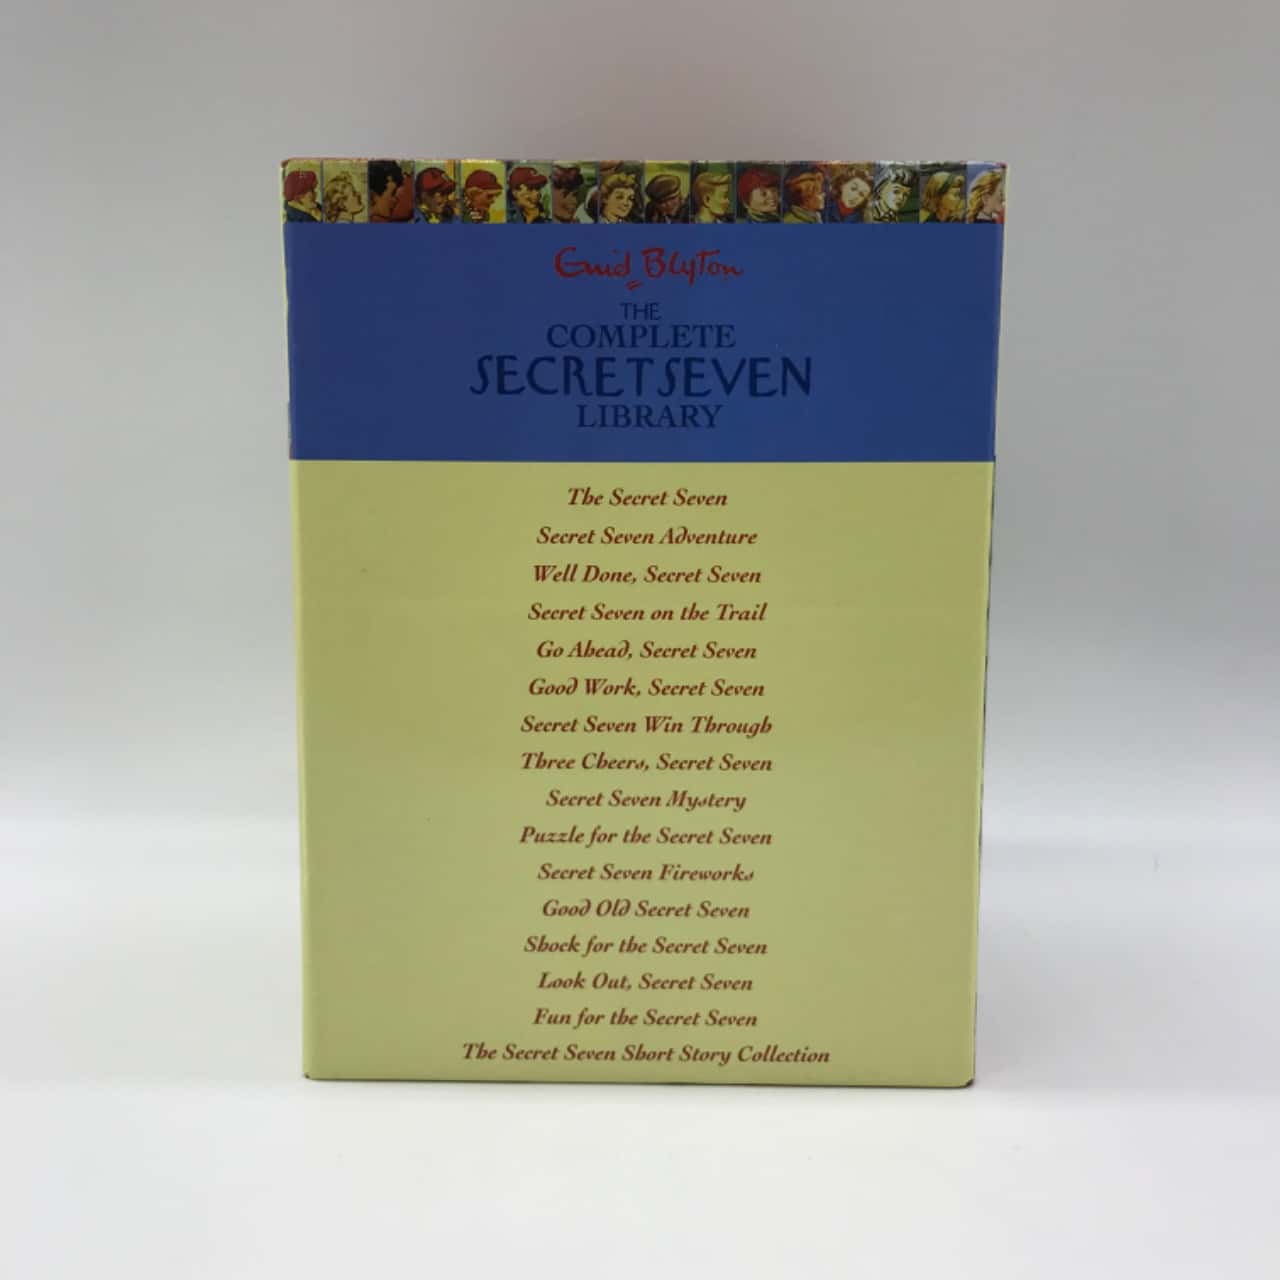 Enid Blyton
THE
COMPLETE
SECRET SEVEN
LIBRARY
The Secret Seven
Secret Seven Adventure
Well Done, Secret Seven
Secret Seven on the Trail
Go Ahead, Secret Seven
Good Work, Secret Seven
Secret Seven Win Through
Three Cheers, Secret Seven
Secret Seven Mystery
Puzzle for the Secret Seven
Secret Seven Fireworks
Good Old Secret Seven
Shock for the Secret Seven
Look Out, Secret Seven
Fun for the Secret Seven
The Secret Seven Short Story Collection